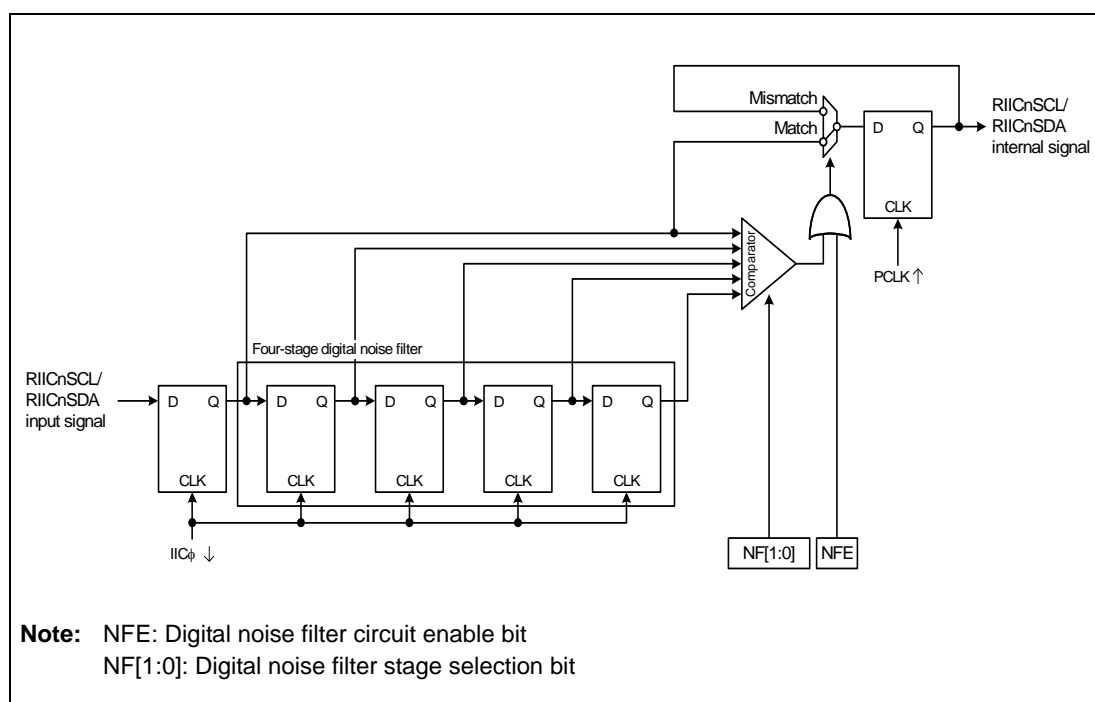 Mismatch
Match
D Q
CLK
PCLK ↑
RIICnSCL/
RIICnSDA
internal signal
Comparator
Four-stage digital noise filter
RIICnSCL/
RIICnSDA
input signal
D Q
D Q
D Q
D Q
D Q
CLK
CLK
CLK
CLK
CLK
IICϕ ↓
NF[1:0]
NFE
Note: NFE: Digital noise filter circuit enable bit
NF[1:0]: Digital noise filter stage selection bit